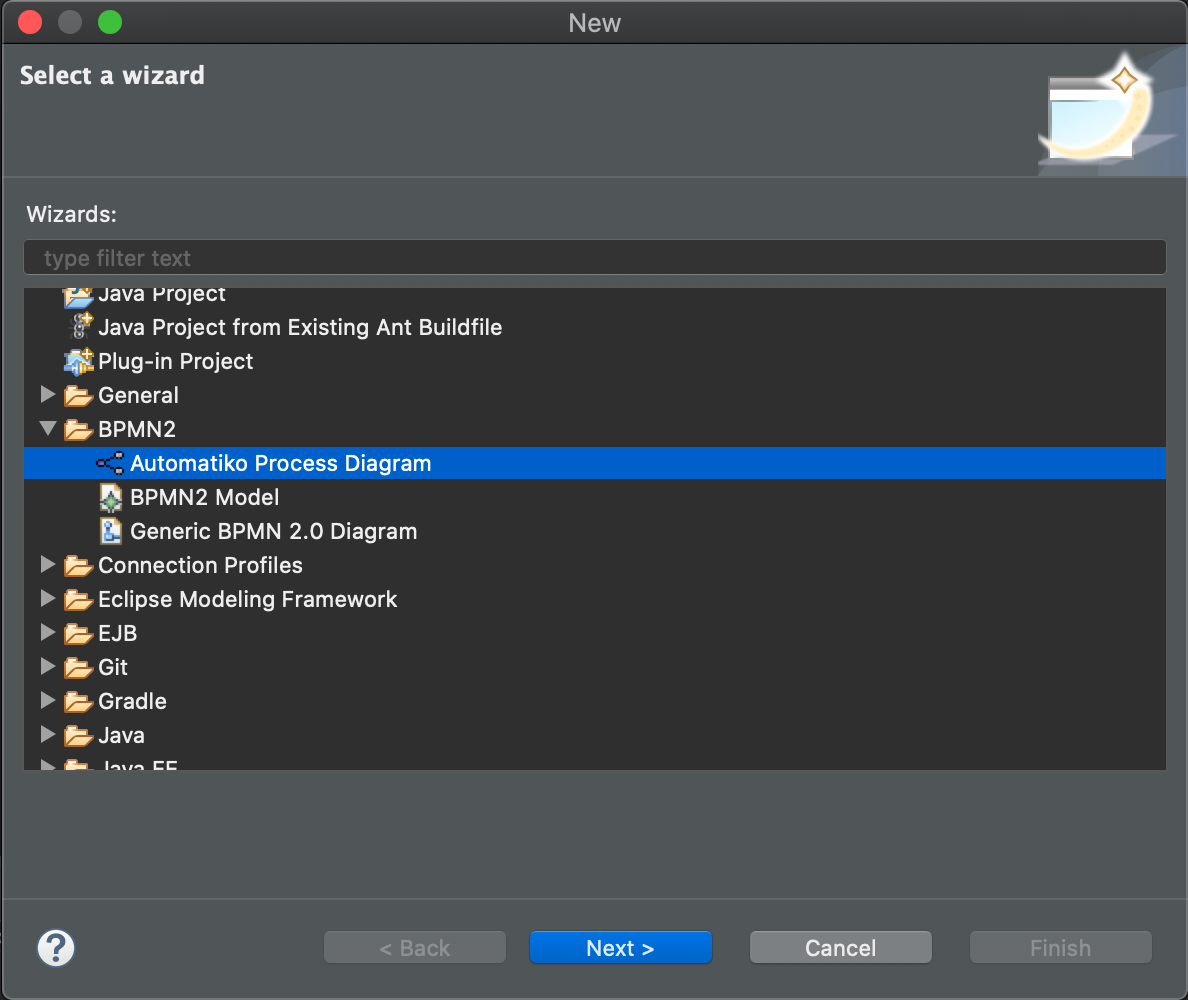 New
Select a wizard
Wizards:
type filter text
Java Project
Java Project from Existing Ant Buildfile
Plug-in Project
General
BPMN2
Automatiko Process Diagram
BPMN2 Model
Generic BPMN 2.0 Diagram
Connection Profiles
Eclipse Modeling Framework
EJB
Git
Gradle
Java
Java EE
?
< Back
Next >
Cancel
Finish